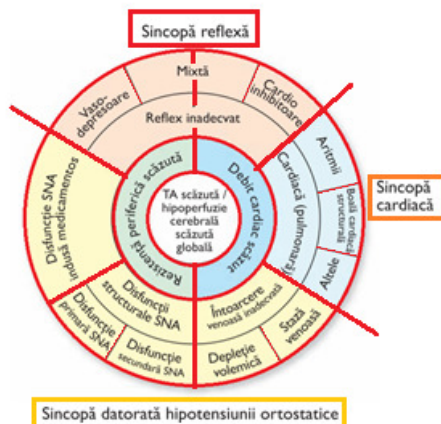 Sincopă reflexă
Mixtă
Vaso-
depresoare
Cardio
inhibitoare
Reflex inadecvat
Aritmii
Boală cardiacă
structurală
Altele
Cardiacă (pulmonară)
Sincopă
cardiacă
Disfuncție SNA
indusă medicamentos
Rezistență periferică scăzută
Debit cardiac scăzut
TA scăzută /
hipoperfuzie
cerebrală
scăzută
globală
Disfuncții
structurale SNA
Întoarcere
venoasă inadecvată
Disfuncție
primară SNA
Disfuncție
secundară SNA
Depleție
volemică
Stază
venoasă
Sincopă datorată hipotensiunii ortostatice